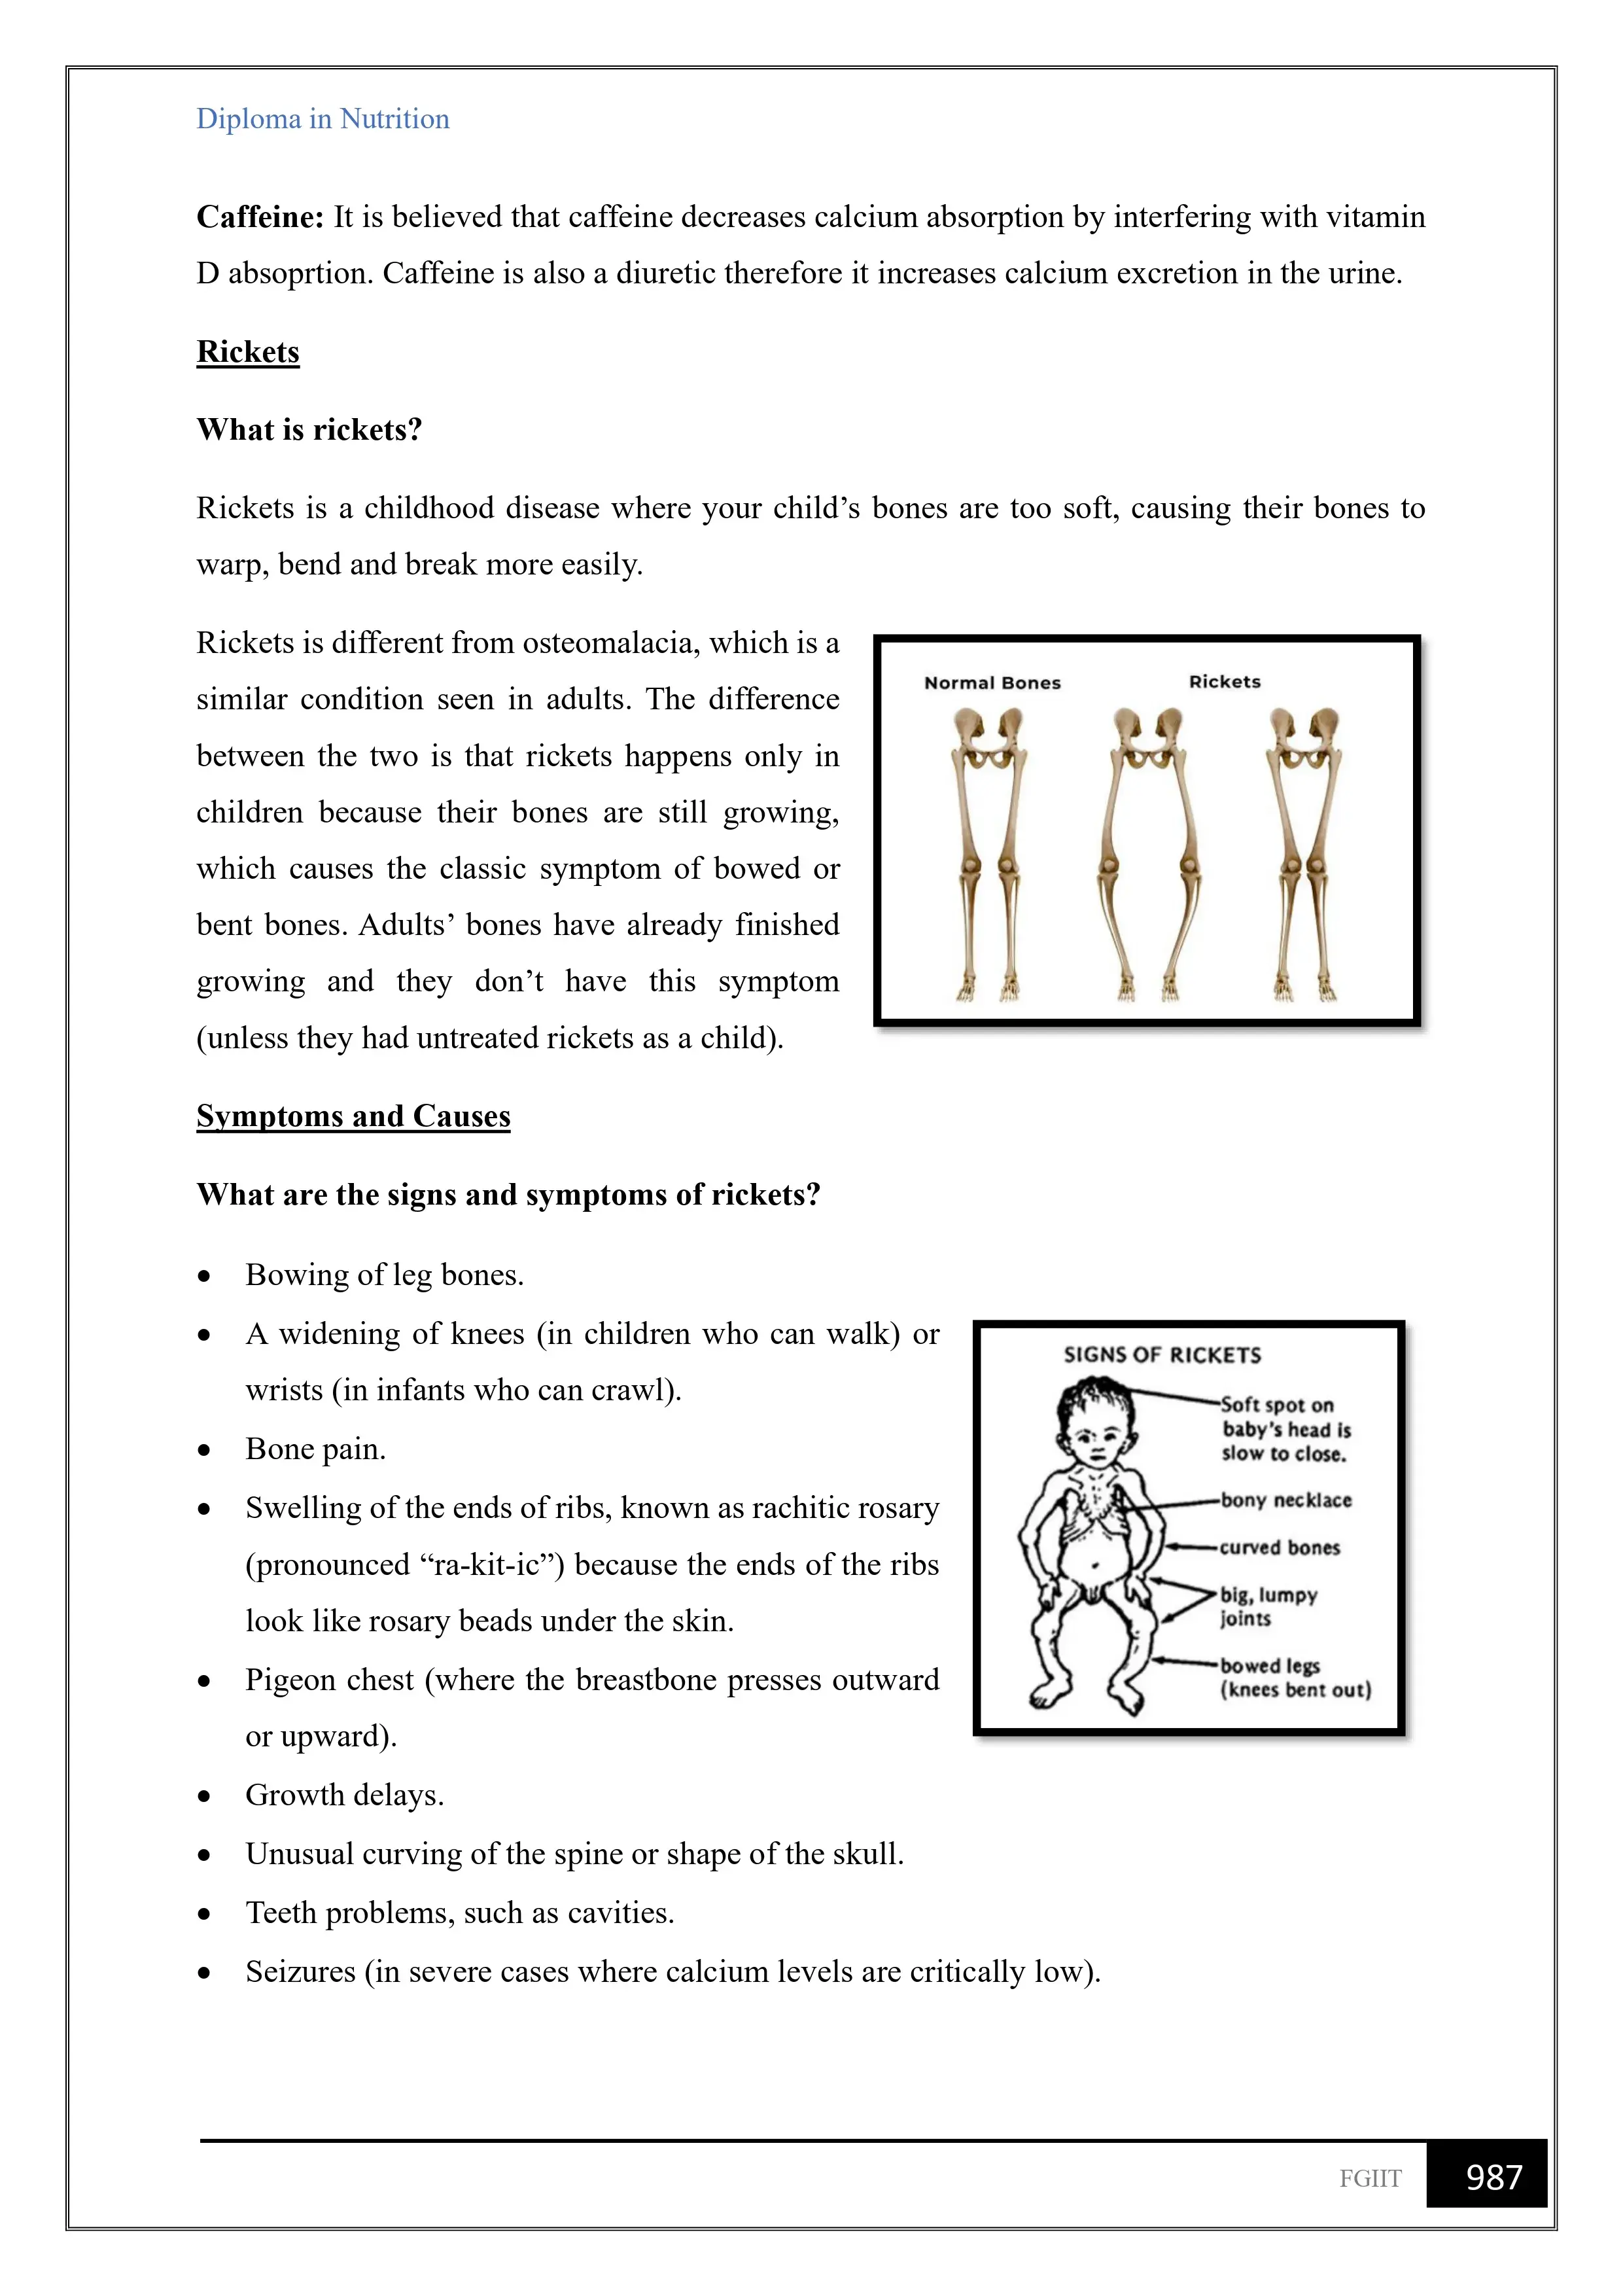 Diploma in Nutrition
Caffeine: It is believed that caffeine decreases calcium absorption by interfering with vitamin
D absoprtion. Caffeine is also a diuretic therefore it increases calcium excretion in the urine.
Rickets
What is rickets?
Rickets is a childhood disease where your child’s bones are too soft, causing their bones to
warp, bend and break more easily.
Rickets is different from osteomalacia, which is a
similar condition seen in adults. The difference
between the two is that rickets happens only in
children because their bones are still growing,
which causes the classic symptom of bowed or
bent bones. Adults’ bones have already finished
growing and they don’t have this symptom
(unless they had untreated rickets as a child).
Normal Bones
Rickets
Symptoms and Causes
What are the signs and symptoms of rickets?
• Bowing of leg bones.
• A widening of knees (in children who can walk) or
wrists (in infants who can crawl).
• Bone pain.
• Swelling of the ends of ribs, known as rachitic rosary
(pronounced “ra-kit-ic”) because the ends of the ribs
look like rosary beads under the skin.
• Pigeon chest (where the breastbone presses outward
or upward).
• Growth delays.
• Unusual curving of the spine or shape of the skull.
• Teeth problems, such as cavities.
• Seizures (in severe cases where calcium levels are critically low).
SIGNS OF RICKETS
Soft spot on
baby’s head is
slow to close.
bony necklace
curved bones
big, lumpy
joints
bowed legs
(knees bent out)
FGIIT
987